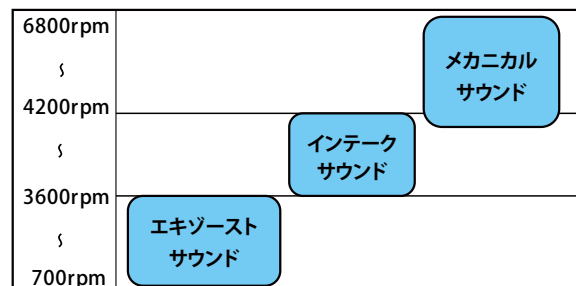 6800rpm
〜
4200rpm
〜
3600rpm
〜
700rpm
メカニカル
サウンド
インテーク
サウンド
エキゾースト
サウンド